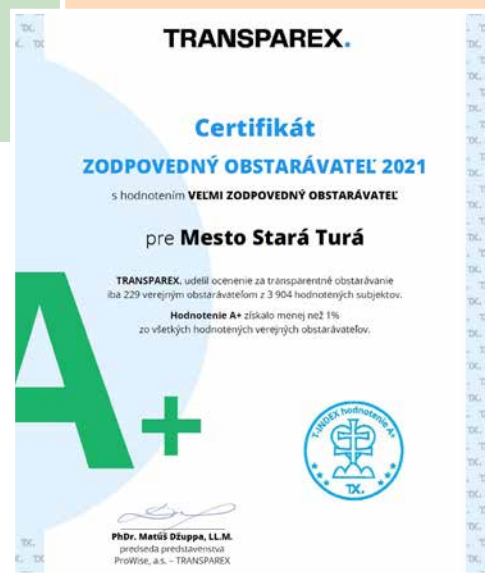 TRANSPAREX.
Certifikát
ZODPOVEDNÝ OBSTARÁVATEĽ 2021
s hodnotením VEĽMI ZODPOVEDNÝ OBSTARÁVATEĽ
pre Mesto Stará Turá
TRANSPAREX, udelil ocenenie za transparentné obstarávanie
iba 229 verejným obstarávateľom z 3 904 hodnotených subjektov.
Hodnotenie A+ získalo menej než 1%
zo všetkých hodnotených verejných obstarávateľov.
A+
T-INDEX hodnotenie A+
TX.
PhDr. Matúš Džuppa, LL.M.
predseda predstavenstva
ProWise, a.s. – TRANSPAREX